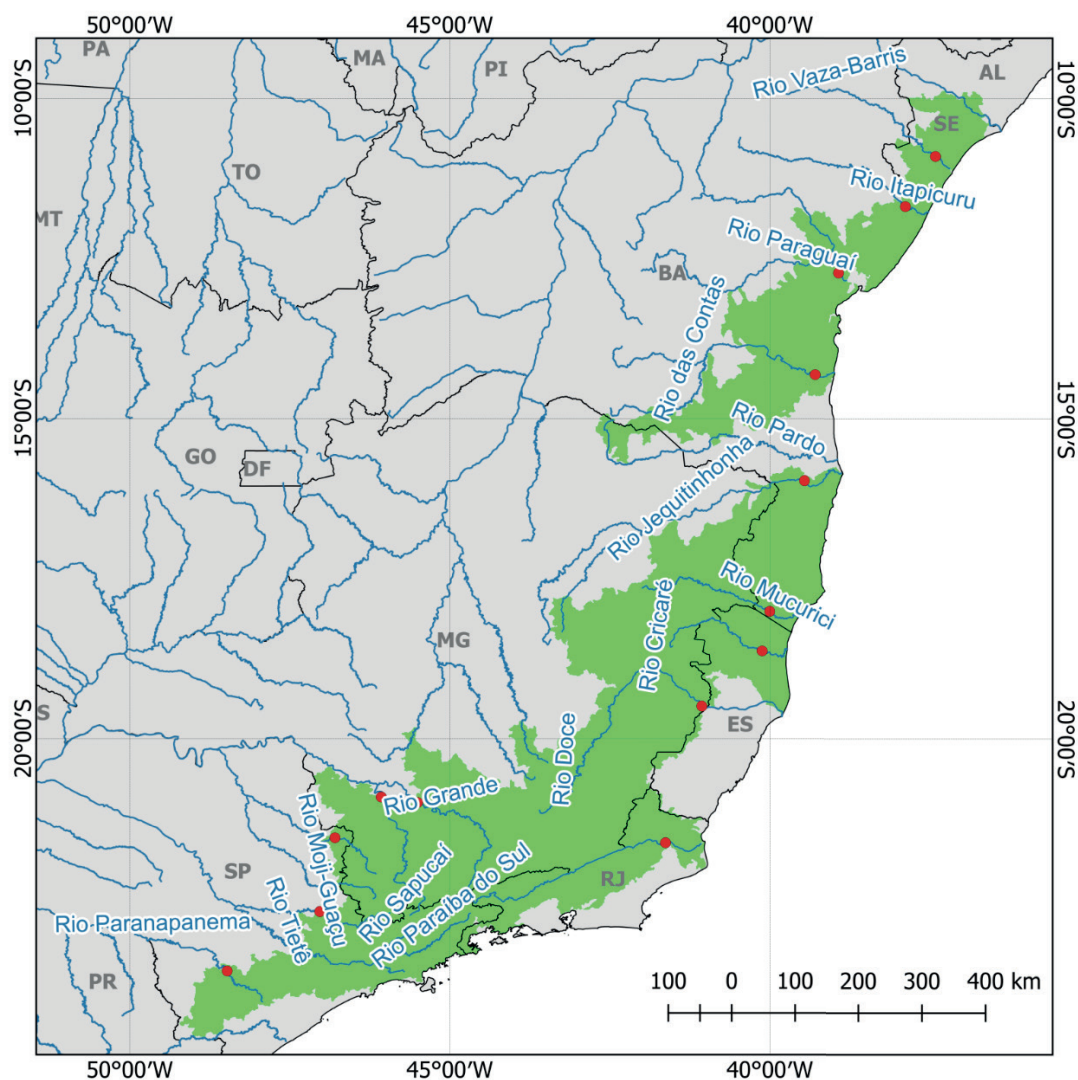 50°00'W 45°00'W 40°00'W
PA
MA
PI
AL
10°00'S
10°00'S
Rio Vaza-Barris
SE
TO
Rio Itapicuru
MT
Rio Paraguaí
BA
Rio das Contas
15°00'S
15°00'S
Rio Pardo
GO
DF
Rio Jequitinhonha
Rio Mucurici
Rio Cricaré
MG
S
ES
20°00'S
20°00'S
Rio Doce
Rio Grande
Rio Moji-Guaçu
SP
Rio Sapucaí
Rio Paraíba do Sul
RJ
Rio Tietê
Rio Paranapanema
PR
100 0 100 200 300 400 km
50°00'W 45°00'W 40°00'W